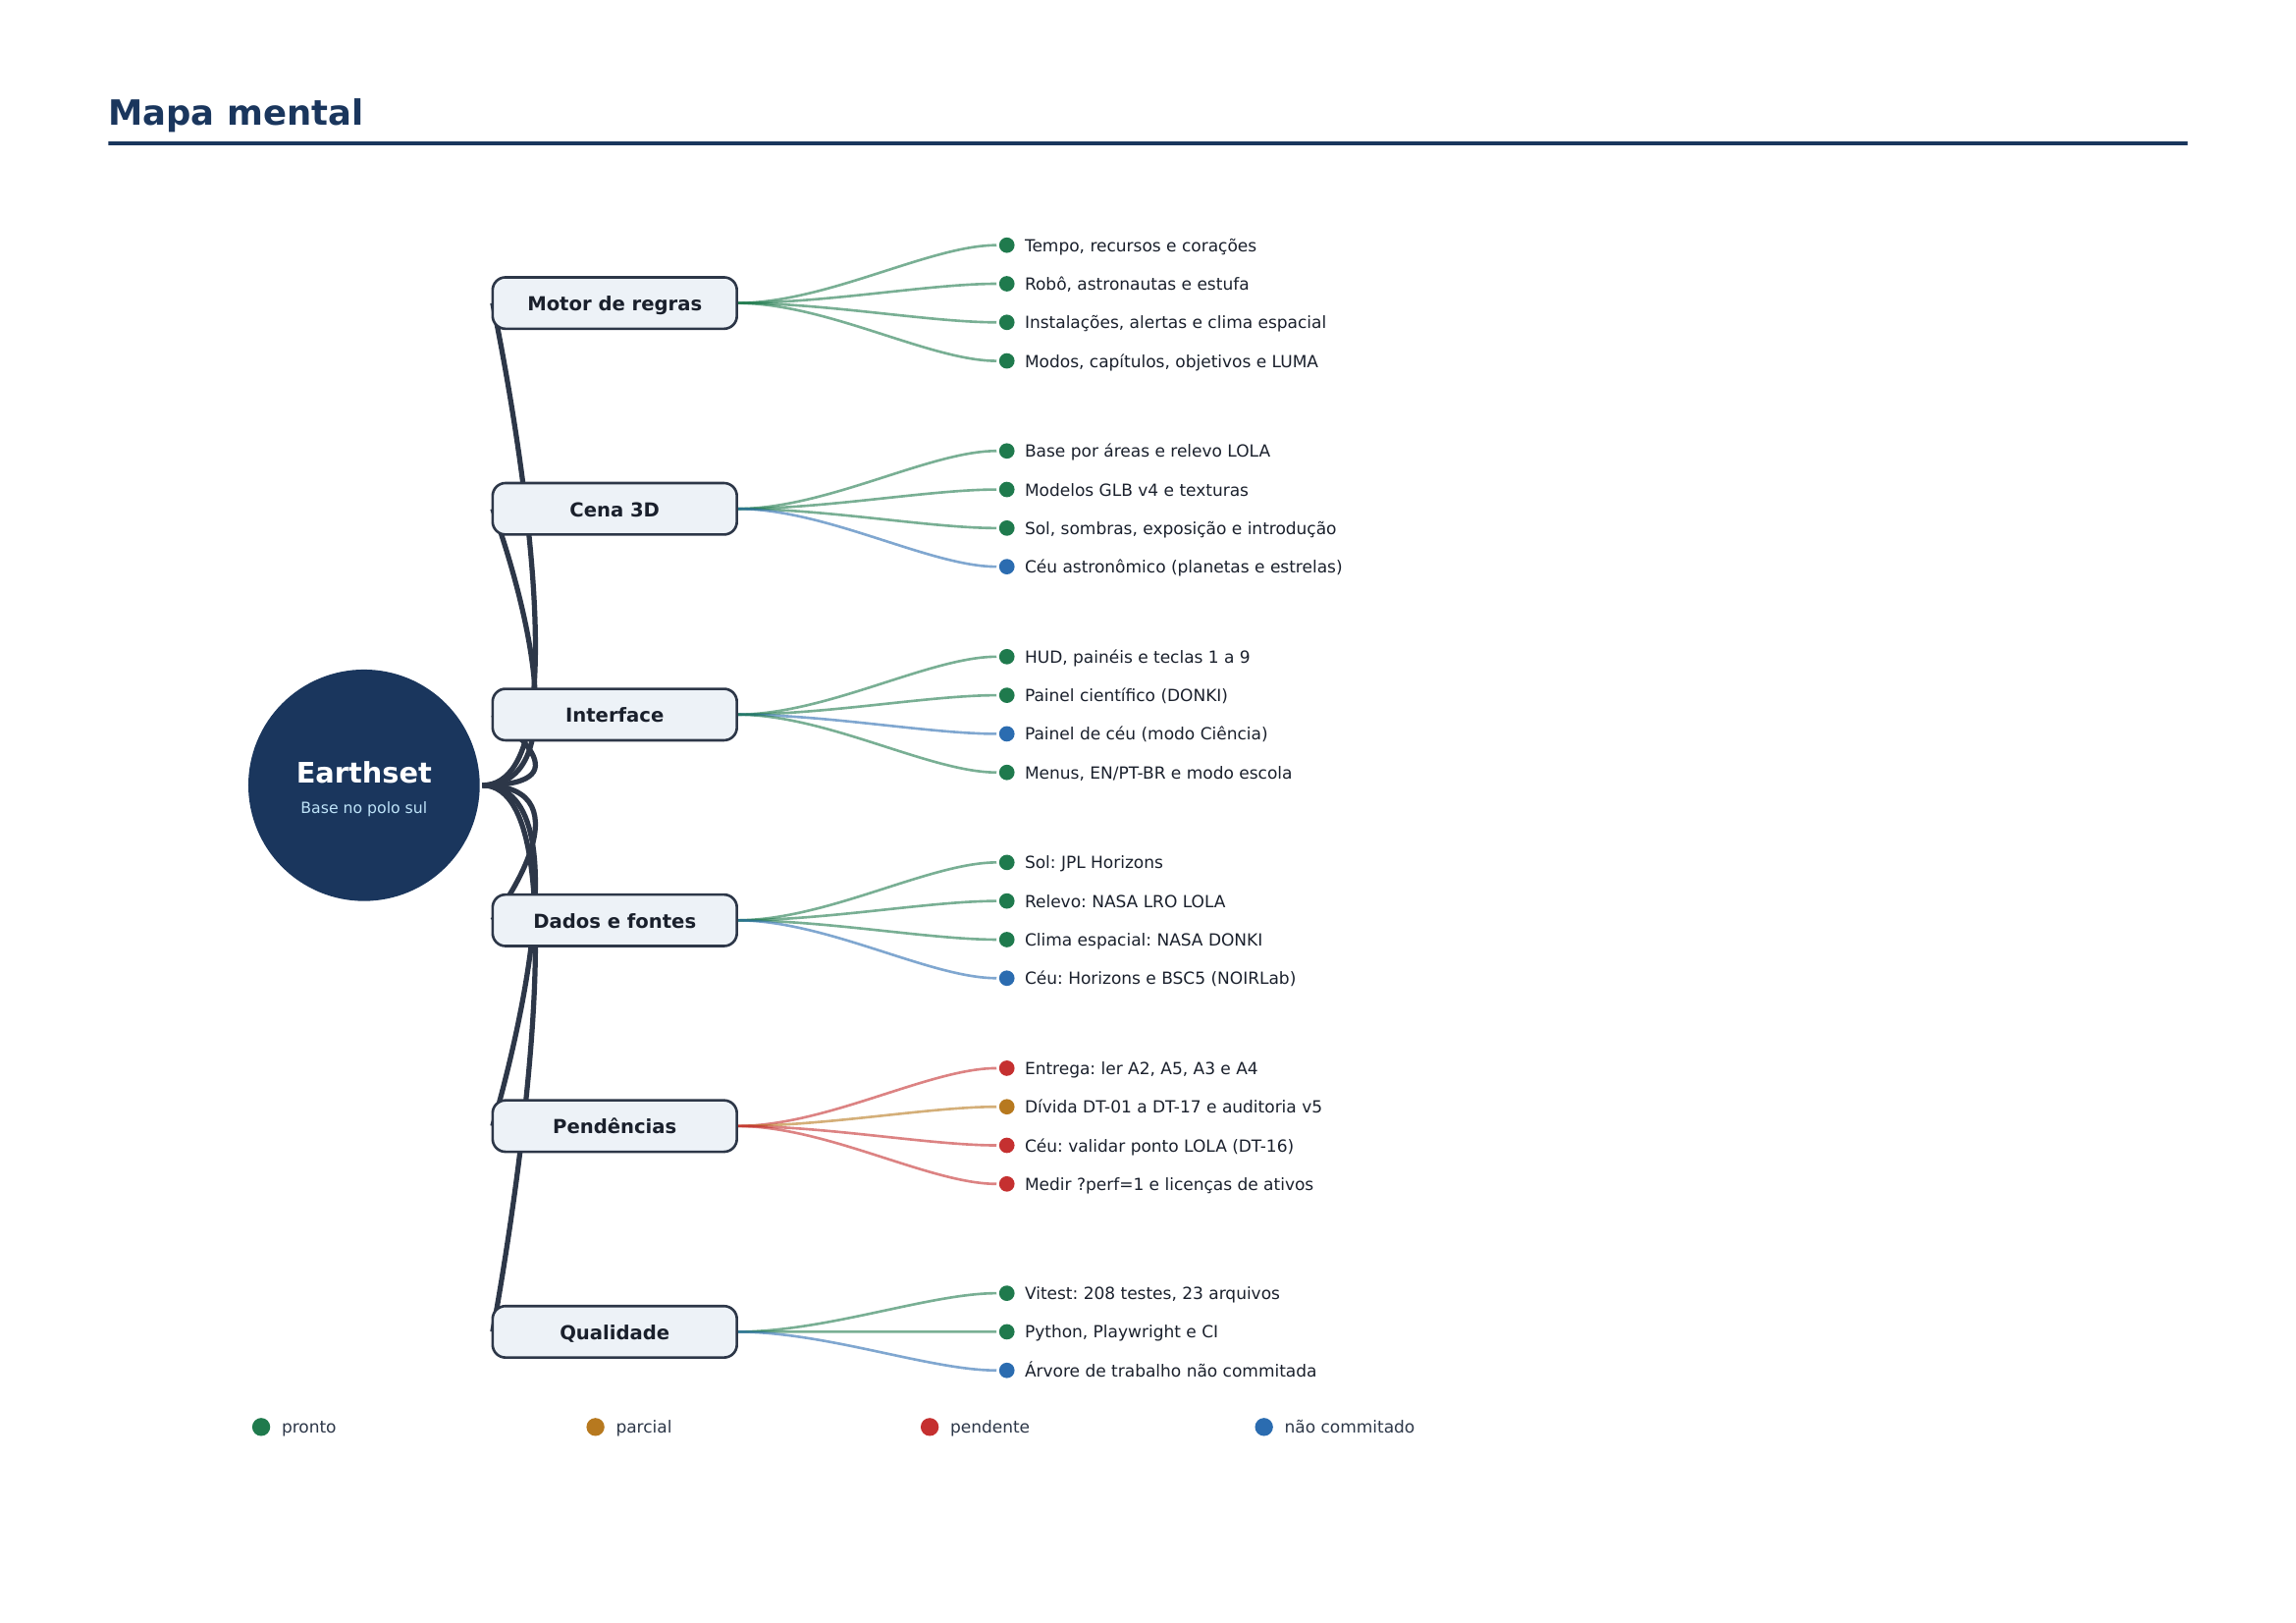 Mapa mental
Motor de regras
Tempo, recursos e corações
Robô, astronautas e estufa
Instalações, alertas e clima espacial
Modos, capítulos, objetivos e LUMA
Cena 3D
Base por áreas e relevo LOLA
Modelos GLB v4 e texturas
Sol, sombras, exposição e introdução
Céu astronômico (planetas e estrelas)
Earthset
Base no polo sul
Interface
HUD, painéis e teclas 1 a 9
Painel científico (DONKI)
Painel de céu (modo Ciência)
Menus, EN/PT-BR e modo escola
Dados e fontes
Sol: JPL Horizons
Relevo: NASA LRO LOLA
Clima espacial: NASA DONKI
Céu: Horizons e BSC5 (NOIRLab)
Pendências
Entrega: ler A2, A5, A3 e A4
Dívida DT-01 a DT-17 e auditoria v5
Céu: validar ponto LOLA (DT-16)
Medir ?perf=1 e licenças de ativos
Qualidade
Vitest: 208 testes, 23 arquivos
Python, Playwright e CI
Árvore de trabalho não commitada
pronto
parcial
pendente
não commitado